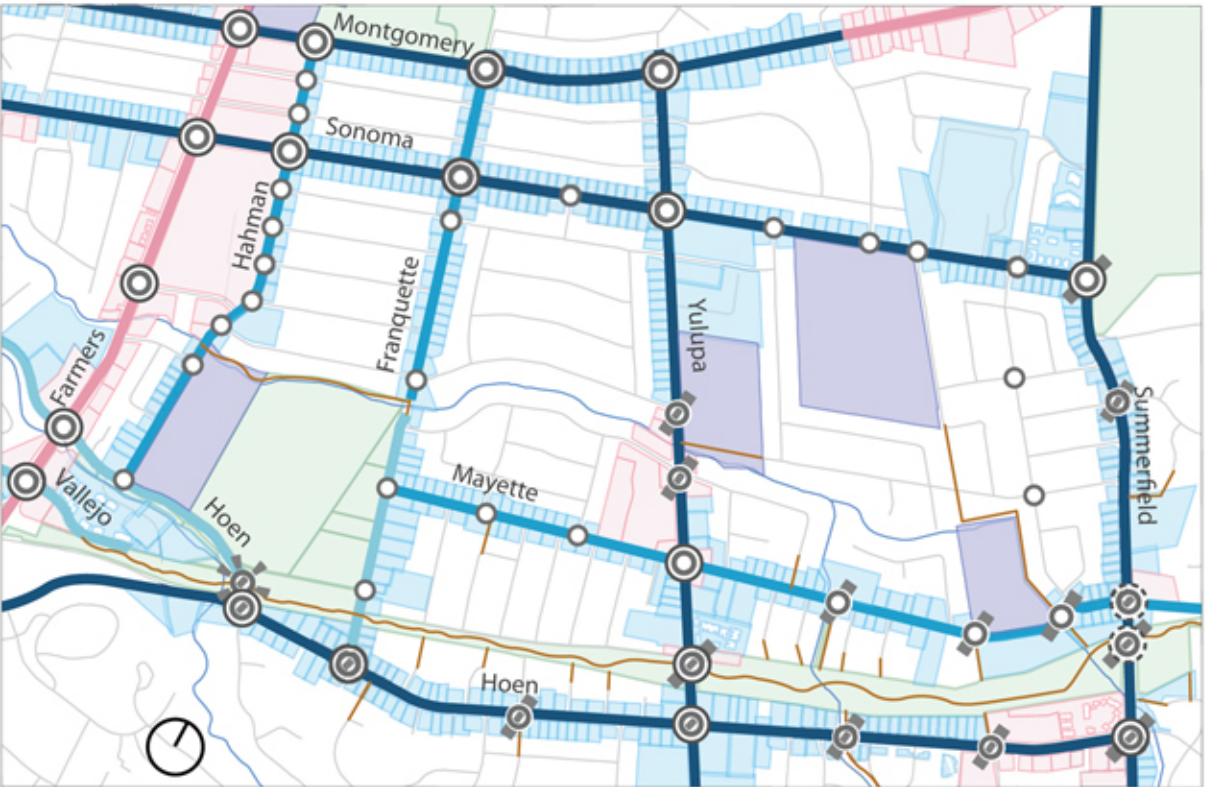 Montgomery
Sonoma
Hahman
Franquette
Yulupa
Farmers
Summerfield
Mayette
Vallejo
Hoen
Hoen